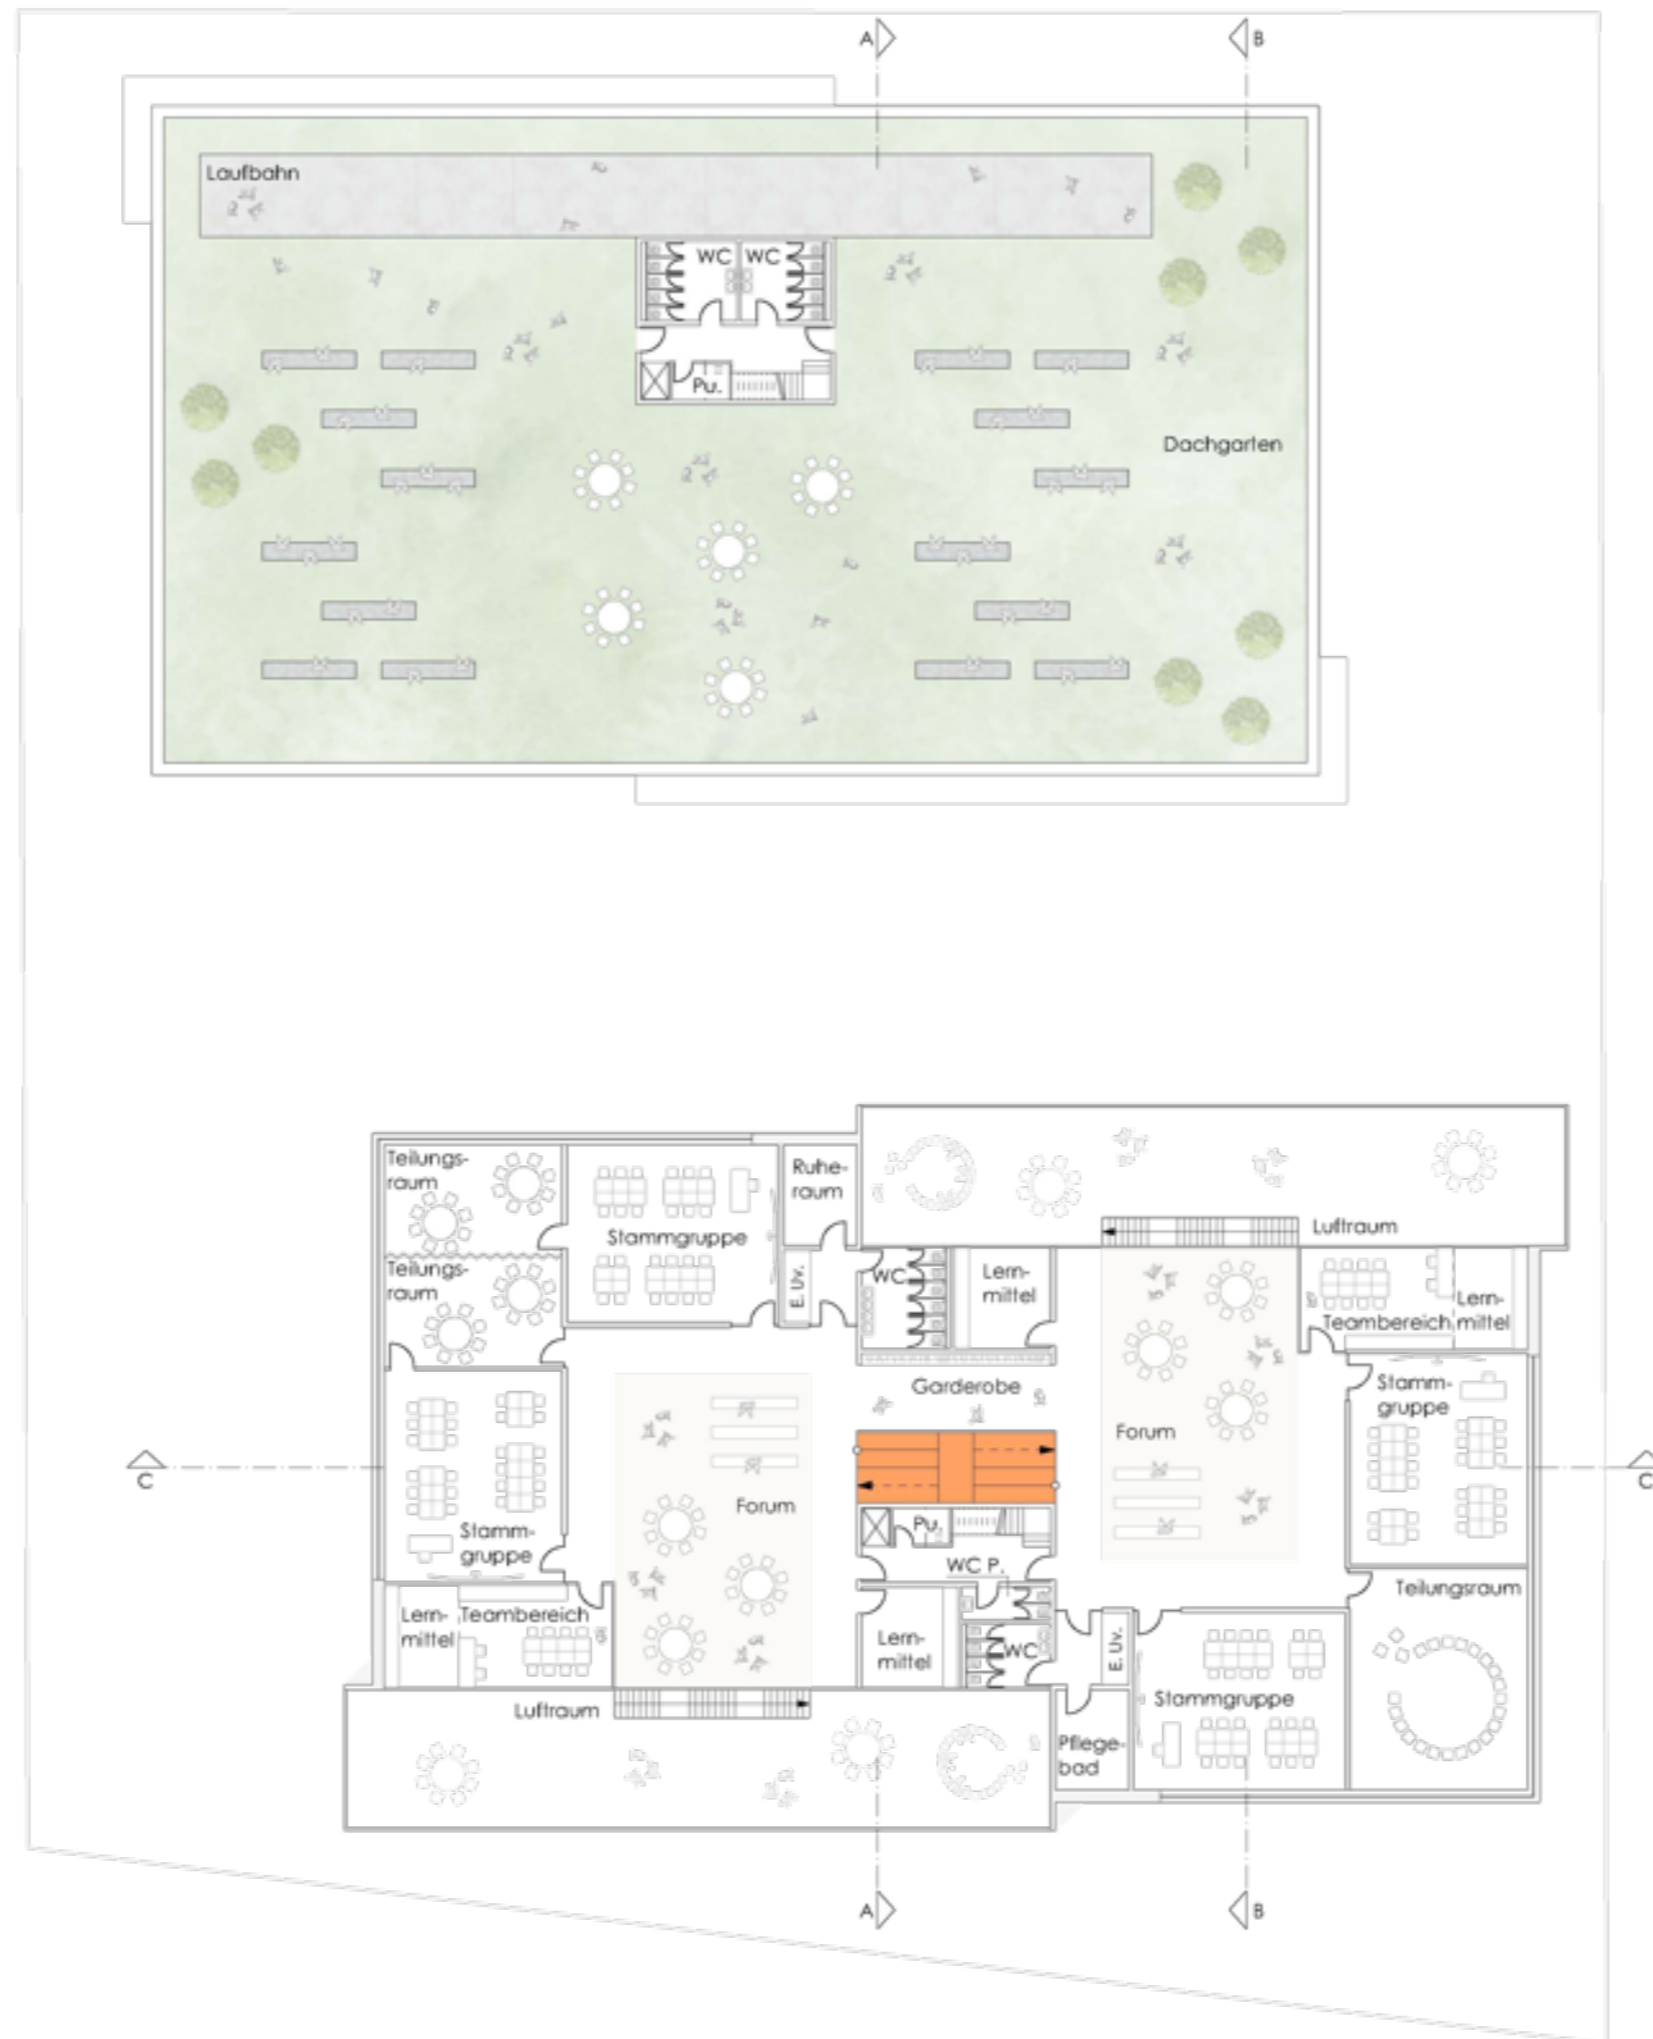 A
B
Laufbahn
WC
WC
Pu.
Dachgarten
Teilungs-
raum
Ruhe-
raum
Stammgruppe
Luftraum
Teilungs-
raum
E. Uv.
WC
Lern-
mittel
Lern-
mittel
Teambereich
Garderobe
Stamm-
gruppe
Forum
C
C
Forum
Pu.
Stamm-
gruppe
WC P.
Teilungsraum
Lern-
mittel
Teambereich
Lern-
mittel
WC
E. Uv.
Luftraum
Stammgruppe
Pflege-
bad
A
B